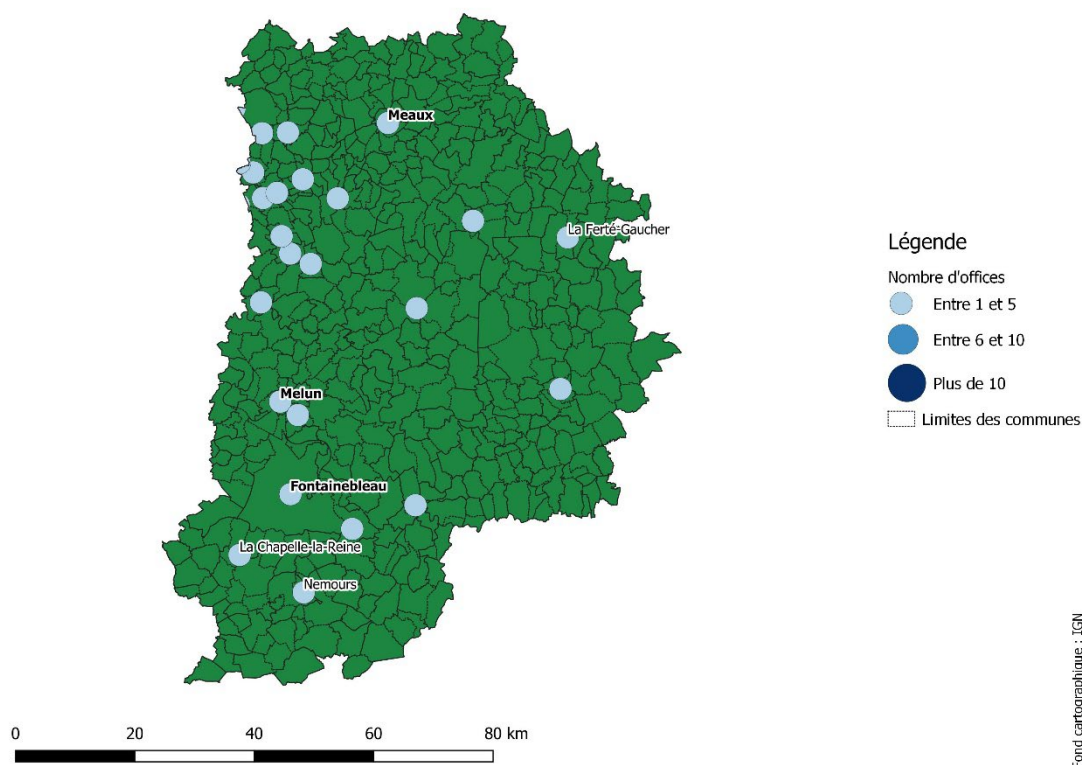 Meaux
La Ferté-Gaucher
Melun
Fontainebleau
La Chapelle-la-Reine
Nemours
Légende
Nombre d'offices
Entre 1 et 5
Entre 6 et 10
Plus de 10
Limites des communes
0 20 40 60 80 km
Fond cartographique : IGN